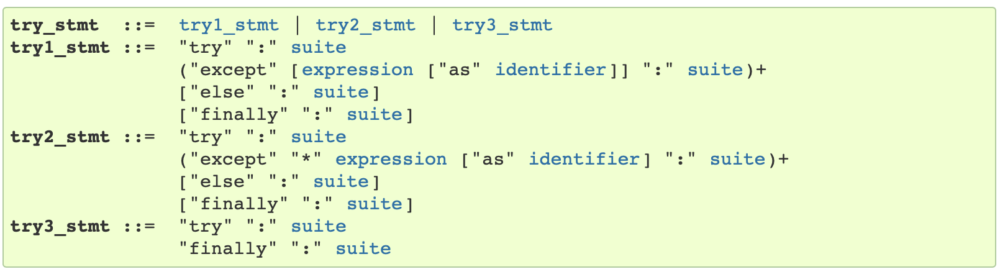 try_stmt ::= try1_stmt | try2_stmt | try3_stmt
try1_stmt ::= "try" ":" suite
("except" [expression ["as" identifier]] ":" suite)+
["else" ":" suite]
["finally" ":" suite]
try2_stmt ::= "try" ":" suite
("except" "*" expression ["as" identifier] ":" suite)+
["else" ":" suite]
["finally" ":" suite]
try3_stmt ::= "try" ":" suite
"finally" ":" suite